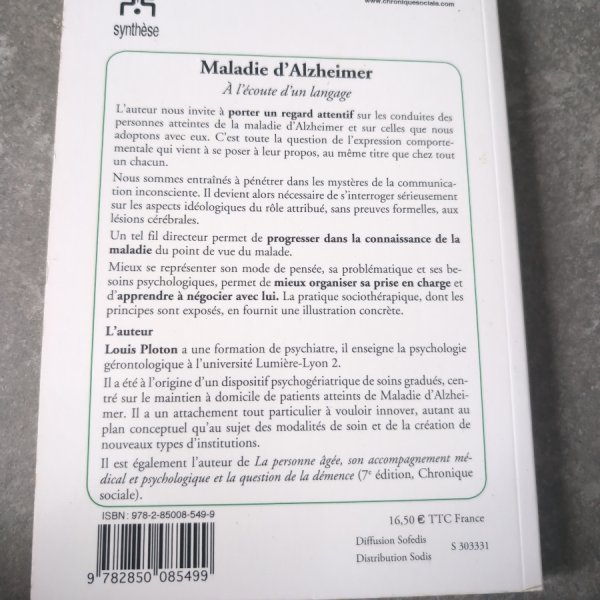 www.chroniquesociale.com
synthèse
Maladie d'Alzheimer
À l'écoute d'un langage
L'auteur nous invite à porter un regard attentif sur les conduites des
personnes atteintes de la maladie d'Alzheimer et sur celles que nous
adoptons avec eux. C'est toute la question de l'expression comporte-
mentale qui vient à se poser à leur propos, au même titre que chez tout
un chacun.
Nous sommes entraînés à pénétrer dans les mystères de la communica-
tion inconsciente. Il devient alors nécessaire de s'interroger sérieusement
sur les aspects idéologiques du rôle attribué, sans preuves formelles, aux
lésions cérébrales.
Un tel fil directeur permet de progresser dans la connaissance de la
maladie du point de vue du malade.
Mieux se représenter son mode de pensée, sa problématique et ses be-
soins psychologiques, permet de mieux organiser sa prise en charge et
d'apprendre à négocier avec lui. La pratique sociothérapique, dont les
principes sont exposés, en fournit une illustration concrète.
L'auteur
Louis Ploton a une formation de psychiatre, il enseigne la psychologie
gérontologique à l'université Lumière-Lyon 2.
Il a été à l'origine d'un dispositif psychogériatrique de soins gradués, cen-
tré sur le maintien à domicile de patients atteints de Maladie d'Alzhei-
mer. Il a un attachement tout particulier à vouloir innover, autant au
plan conceptuel qu'au sujet des modalités de soin et de la création de
nouveaux types d'institutions.
Il est également l'auteur de La personne âgée, son accompagnement mé-
dical et psychologique et la question de la démence (7e édition, Chronique
sociale).
ISBN : 978-2-85008-549-9
9 782850 085499
16,50 € TTC France
Diffusion Sofedis
Distribution Sodis
S 303331